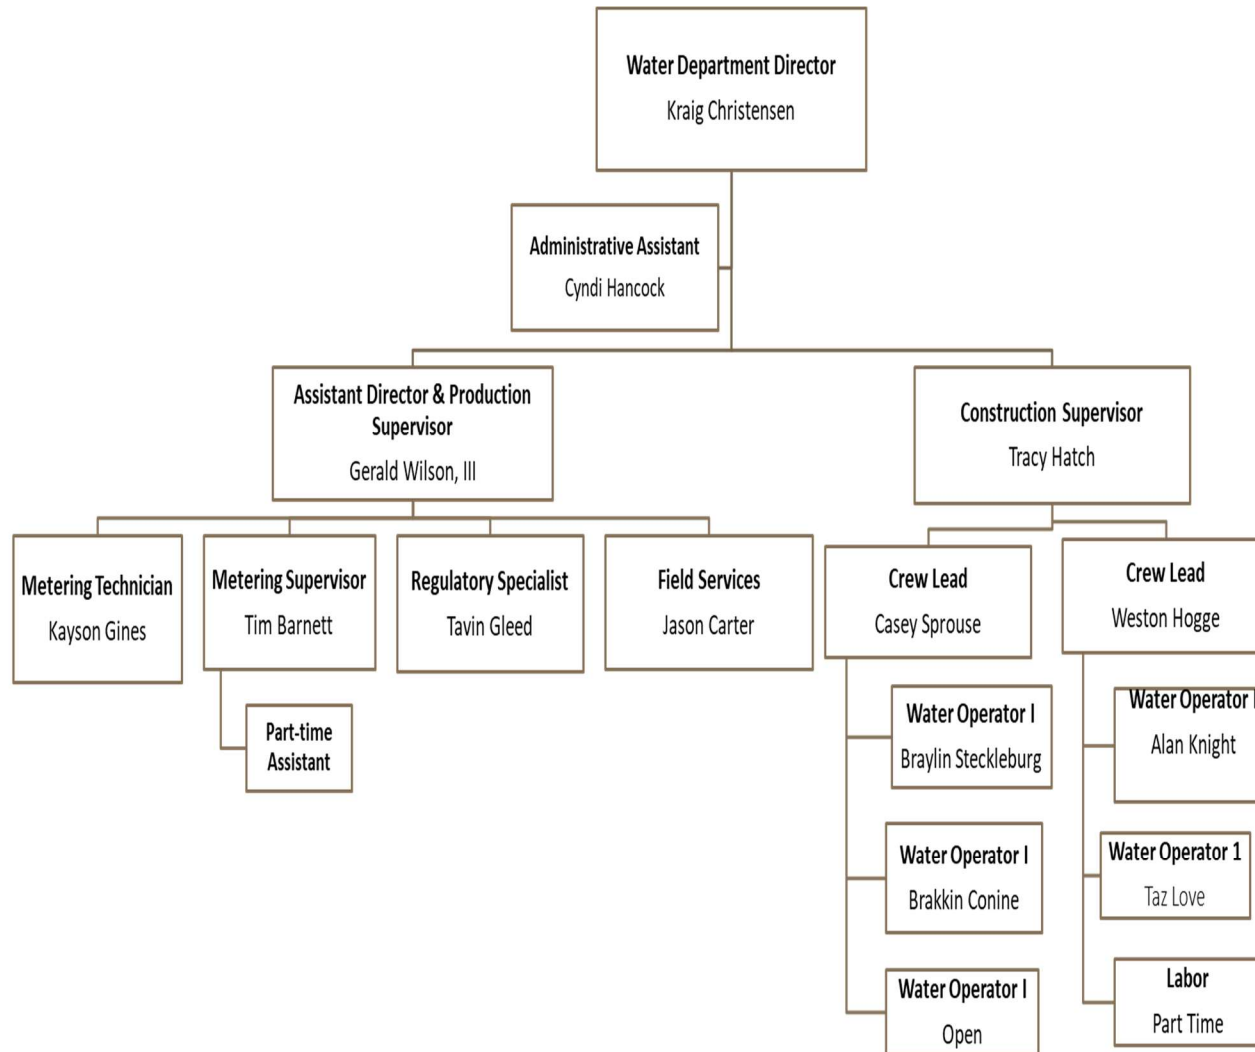 Water Department Director
Kraig Christensen
Administrative Assistant
Cyndi Hancock
Assistant Director & Production
Supervisor
Gerald Wilson, III
Construction Supervisor
Tracy Hatch
Metering Technician
Kayson Gines
Metering Supervisor
Tim Barnett
Part-time
Assistant
Regulatory Specialist
Tavin Gleed
Field Services
Jason Carter
Crew Lead
Casey Sprouse
Water Operator I
Braylin Steckleburg
Water Operator I
Brakkin Conine
Water Operator I
Open
Crew Lead
Weston Hogge
Water Operator I
Alan Knight
Water Operator 1
Taz Love
Labor
Part Time